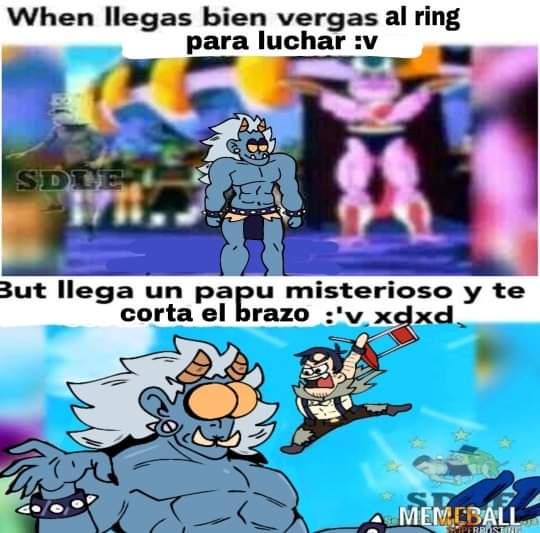 When llegas bien vergas al ring
para luchar :v
SDLE
But llega un papu misterioso y te
corta el brazo :'v xdxd
MEMEBALL